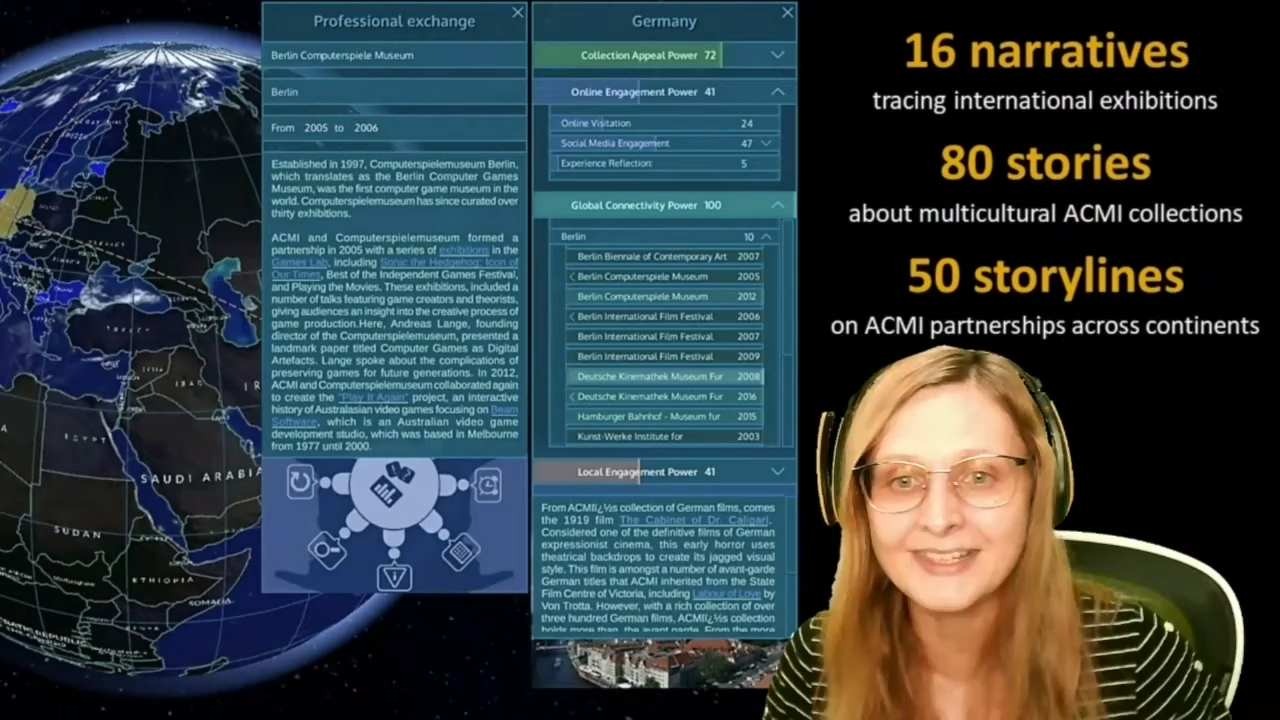 Professional exchange
Berlin Computerspiele Museum
Berlin
From 2005 to 2006
Established in 1997, Computerspielemuseum Berlin,
which translates as the Berlin Computer Games
Museum, was the first computer game museum in the
world. Computerspielemuseum has since curated over
thirty exhibitions.
ACMI and Computerspielemuseum formed a
partnership in 2005 with a series of exhibitions in the
Games Lab, including Sonic the Hedgehog: Icon of
Our Times, Best of the Independent Games Festival,
and Playing the Movies. These exhibitions, included a
number of talks featuring game creators and theorists,
giving audiences an insight into the creative process of
game production.Here, Andreas Lange, founding
director of the Computerspielemuseum, presented a
landmark paper titled Computer Games as Digital
Artefacts. Lange spoke about the complications of
preserving games for future generations. In 2012,
ACMI and Computerspielemuseum collaborated again
to create the "Play It Again" project, an interactive
history of Australasian video games focusing on Beam
Software, which is an Australian video game
development studio, which was based in Melbourne
from 1977 until 2000.
Germany
Collection Appeal Power 72
Online Engagement Power 41
Online Visitation 24
Social Media Engagement 47
Experience Reflection: 5
Global Connectivity Power 100
Berlin 10
Berlin Biennale of Contemporary Art 2007
Berlin Computerspiele Museum 2005
Berlin Computerspiele Museum 2012
Berlin International Film Festival 2006
Berlin International Film Festival 2007
Berlin International Film Festival 2009
Deutsche Kinemathek Museum Fur 2008
Deutsche Kinemathek Museum Fur 2016
Hamburger Bahnhof - Museum fur 2015
Kunst-Werke Institute for 2003
Local Engagement Power 41
From ACMIï¿½s collection of German films, comes
the 1919 film The Cabinet of Dr. Caligari.
Considered one of the definitive films of German
expressionist cinema, this early horror uses
theatrical backdrops to create its jagged visual
style. This film is amongst a number of avant-garde
German titles that ACMI inherited from the State
Film Centre of Victoria, including Labour of Love by
Von Trotta. However, with a rich collection of over
three hundred German films, ACMIï¿½s collection
holds more than the avant garde. From the more
16 narratives
tracing international exhibitions
80 stories
about multicultural ACMI collections
50 storylines
on ACMI partnerships across continents
EGYPT
SAUDI ARABIA
IRAQ
SUDAN
ETHIOPIA
SOMALIA